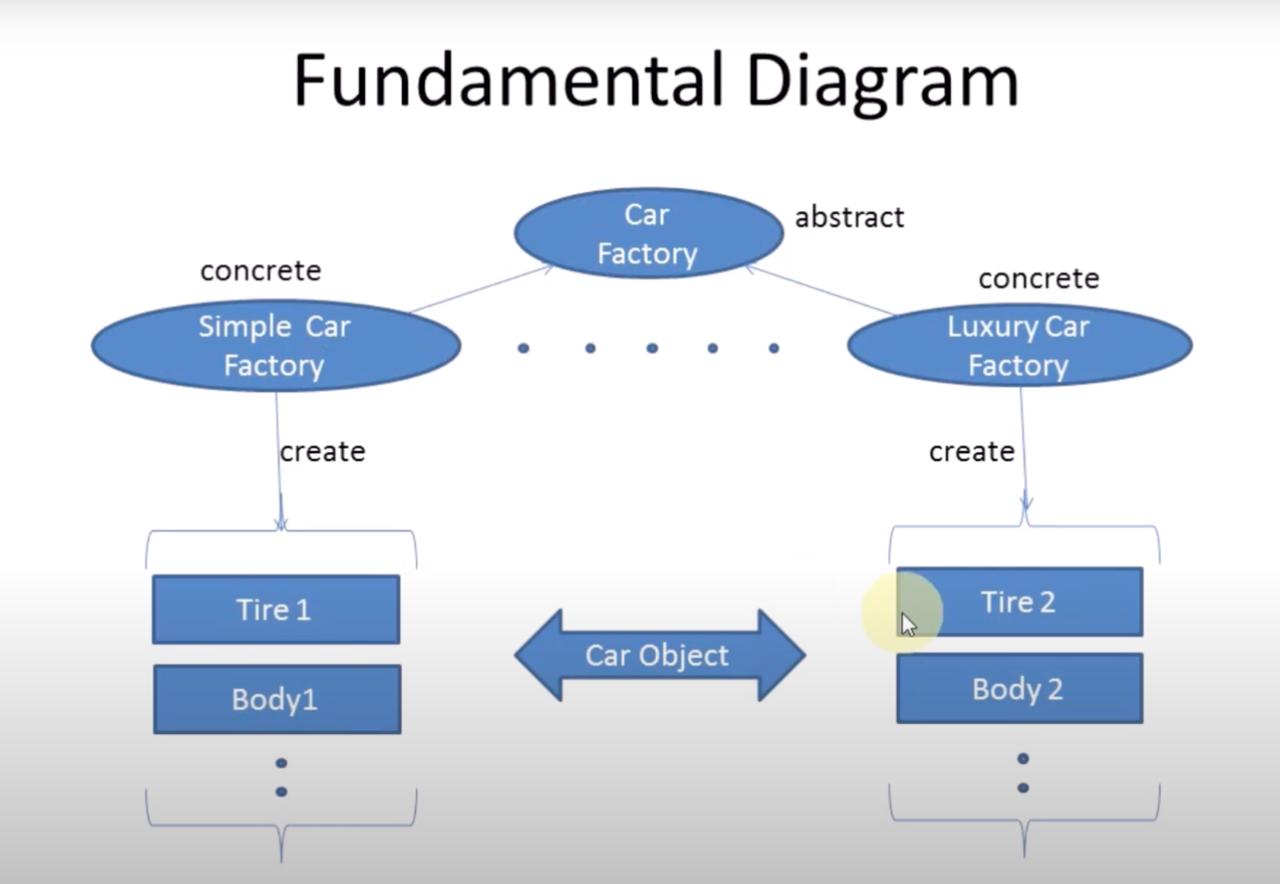 Fundamental Diagram
Car
Factory
abstract
concrete
concrete
Simple Car
Factory
Luxury Car
Factory
create
create
Tire 1
Tire 2
Car Object
Body1
Body 2